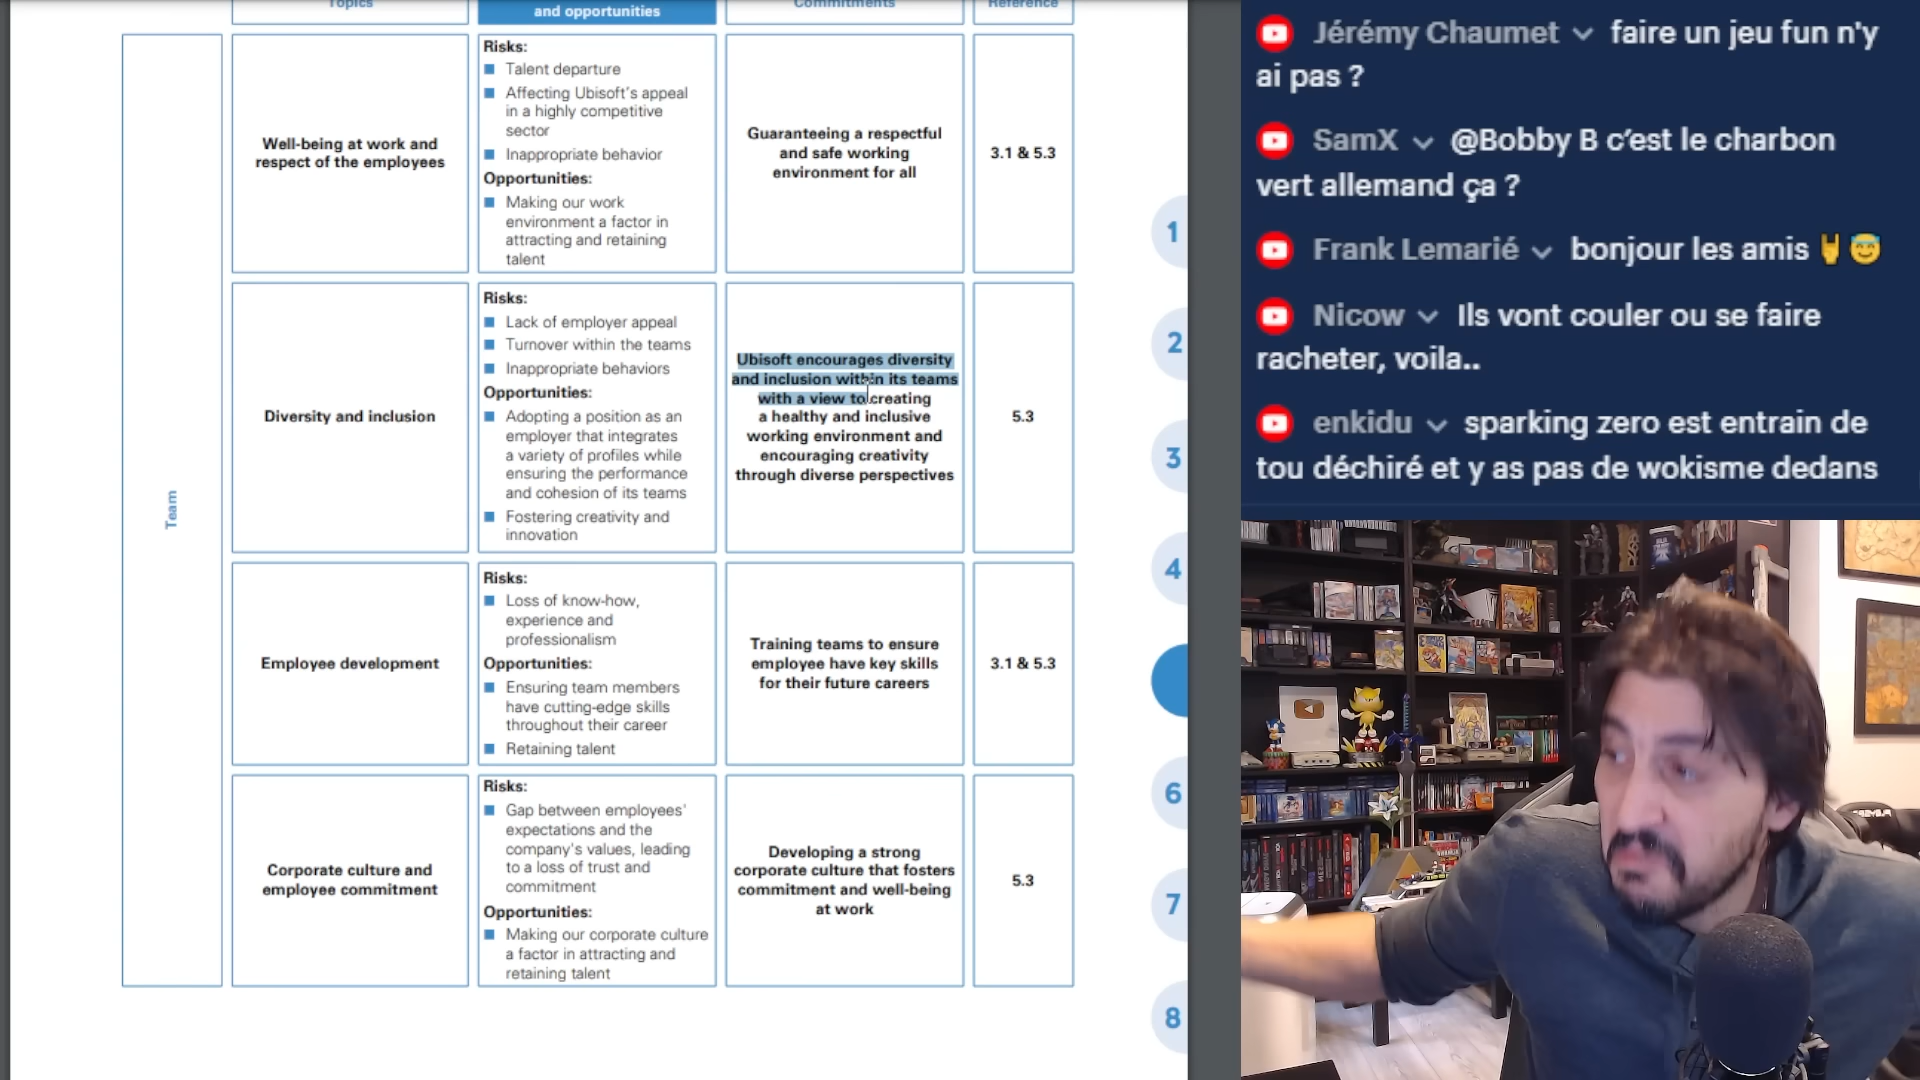 Topics
and opportunities
Commitments
Reference
Team
Well-being at work and
respect of the employees
Risks:
Talent departure
Affecting Ubisoft's appeal
in a highly competitive
sector
Inappropriate behavior
Opportunities:
Making our work
environment a factor in
attracting and retaining
talent
Guaranteeing a respectful
and safe working
environment for all
3.1 & 5.3
Diversity and inclusion
Risks:
Lack of employer appeal
Turnover within the teams
Inappropriate behaviors
Opportunities:
Adopting a position as an
employer that integrates
a variety of profiles while
ensuring the performance
and cohesion of its teams
Fostering creativity and
innovation
Ubisoft encourages diversity
and inclusion within its teams
with a view to creating
a healthy and inclusive
working environment and
encouraging creativity
through diverse perspectives
5.3
Employee development
Risks:
Loss of know-how,
experience and
professionalism
Opportunities:
Ensuring team members
have cutting-edge skills
throughout their career
Retaining talent
Training teams to ensure
employee have key skills
for their future careers
3.1 & 5.3
Corporate culture and
employee commitment
Risks:
Gap between employees'
expectations and the
company's values, leading
to a loss of trust and
commitment
Opportunities:
Making our corporate culture
a factor in attracting and
retaining talent
Developing a strong
corporate culture that fosters
commitment and well-being
at work
5.3
1
2
3
4
6
7
8
Jérémy Chaumet faire un jeu fun n'y
ai pas ?
SamX @Bobby B c’est le charbon
vert allemand ça ?
Frank Lemarié bonjour les amis 🤘😇
Nicow Ils vont couler ou se faire
racheter, voila..
enkidu sparking zero est entrain de
tou déchiré et y as pas de wokisme dedans